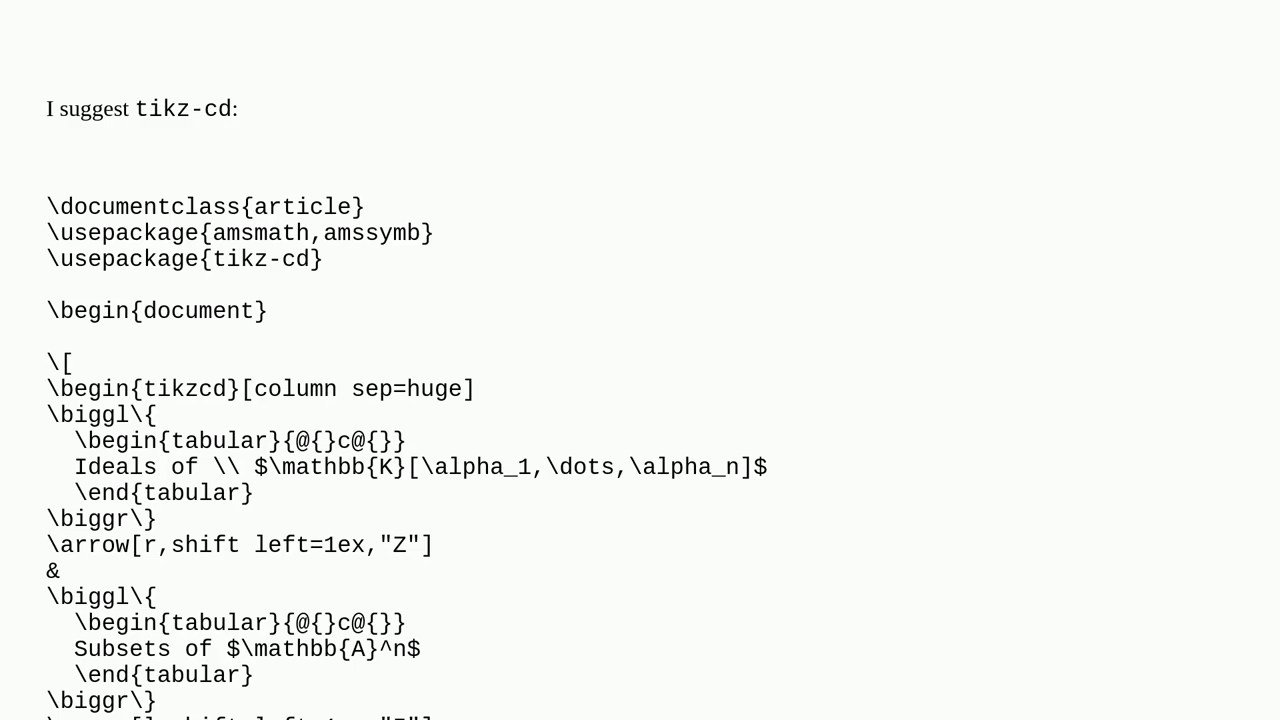 I suggest tikz-cd:
\documentclass{article}
\usepackage{amsmath,amssymb}
\usepackage{tikz-cd}
\begin{document}
\[
\begin{tikzcd}[column sep=huge]
\biggl\{
  \begin{tabular}{@{}c@{}}
  Ideals of \\ $\mathbb{K}[\alpha_1,\dots,\alpha_n]$
  \end{tabular}
\biggr\}
\arrow[r,shift left=1ex,"Z"]
&
\biggl\{
  \begin{tabular}{@{}c@{}}
  Subsets of $\mathbb{A}^n$
  \end{tabular}
\biggr\}